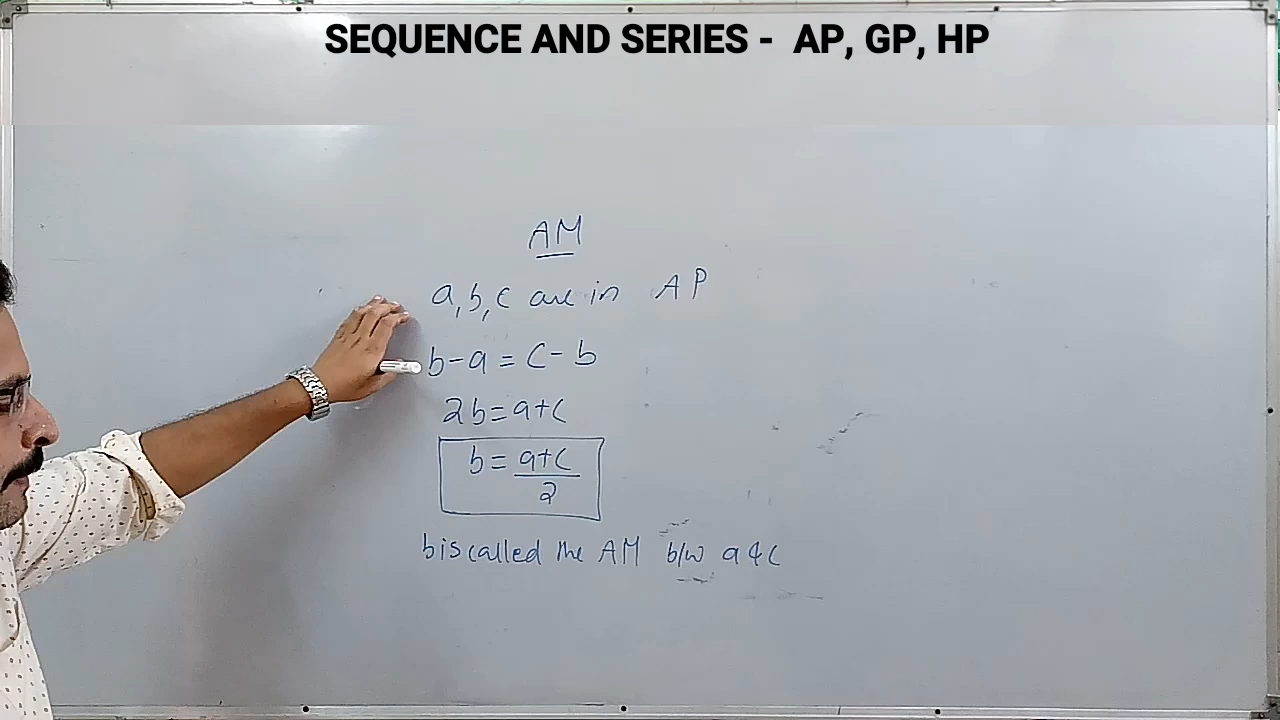 SEQUENCE AND SERIES - AP, GP, HP
AM
a, b, c are in AP
b-a = c-b
2b = a+c
b = a+c
2
b is called the AM b/w a & c